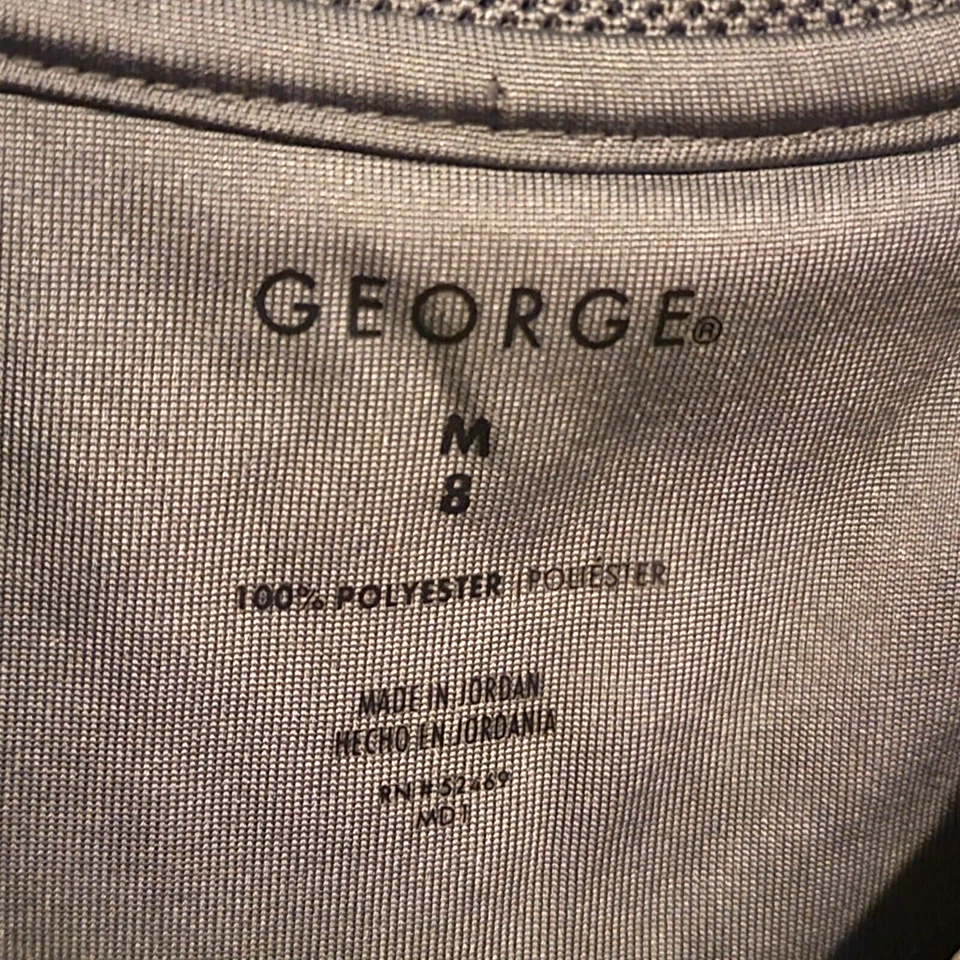 GEORGE®
M
8
100% POLYESTER | POLIÉSTER
MADE IN JORDAN
HECHO EN JORDANIA
RN # 52469
MD1